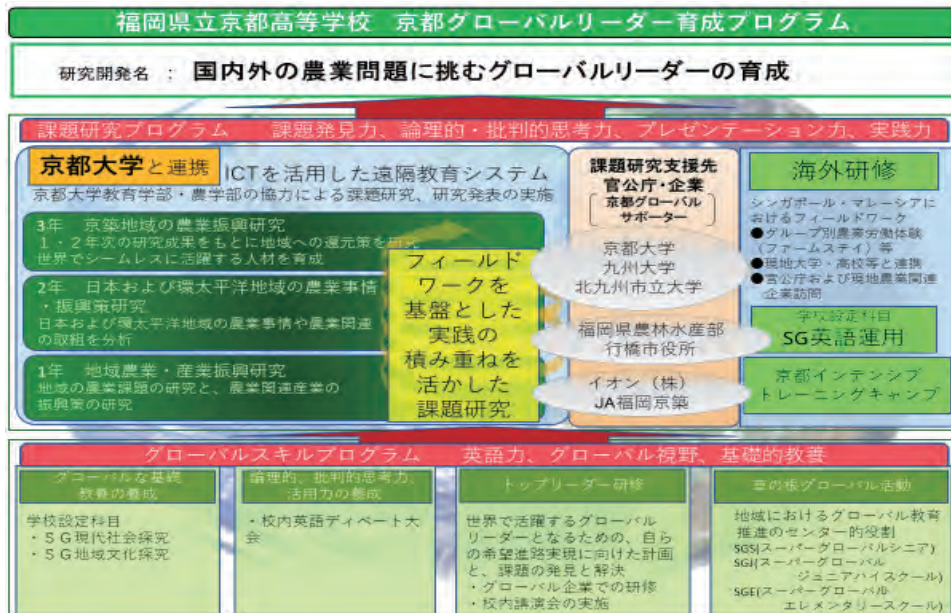 福岡県立京都高等学校　京都グローバルリーダー育成プログラム
研究開発名　：　国内外の農業問題に挑むグローバルリーダーの育成
課題研究プログラム　　課題発見力、論理的・批判的思考力、プレゼンテーション力、実践力
京都大学と連携　ICTを活用した遠隔教育システム
京都大学教育学部・農学部の協力による課題研究、研究発表の実施
3年　京築地域の農業振興研究
１・２年次の研究成果をもとに地域への還元策を研究
世界でシームレスに活躍する人材を育成
2年　日本および環太平洋地域の農業事情
・振興策研究
日本および環太平洋地域の農業事情や農業関連
の取組を分析
1年　地域農業・産業振興研究
地域の農業課題の研究と、農業関連産業の
振興策の研究
フィールド
ワークを
基盤とした
実践の
積み重ねを
活かした
課題研究
課題研究支援先
官公庁・企業
京都グローバル
サポーター
京都大学
九州大学
北九州市立大学
福岡県農林水産部
行橋市役所
イオン（株）
JA福岡京築
海外研修
シンガポール・マレーシアに
おけるフィールドワーク
●グループ別農業労働体験
（ファームステイ）等
●現地大学・高校等と連携
●官公庁および現地農業関連
企業訪問
学校設定科目
SG英語運用
京都インテンシブ
トレーニングキャンプ
グローバルスキルプログラム　　英語力、グローバル視野、基礎的教養
グローバルな基礎
教養の養成
学校設定科目
・ＳＧ現代社会探究
・ＳＧ地域文化探究
論理的、批判的思考力、
活用力の養成
・校内英語ディベート大
会
トップリーダー研修
世界で活躍するグローバル
リーダーとなるための、自ら
の希望進路実現に向けた計画
と、課題の発見と解決
・グローバル企業での研修
・校内講演会の実施
草の根グローバル活動
地域におけるグローバル教育
推進のセンター的役割
SGS(スーパーグローバルシニア)
SGJ(スーパーグローバル
ジュニアハイスクール)
SGE(スーパーグローバル
エレメンタリースクール)